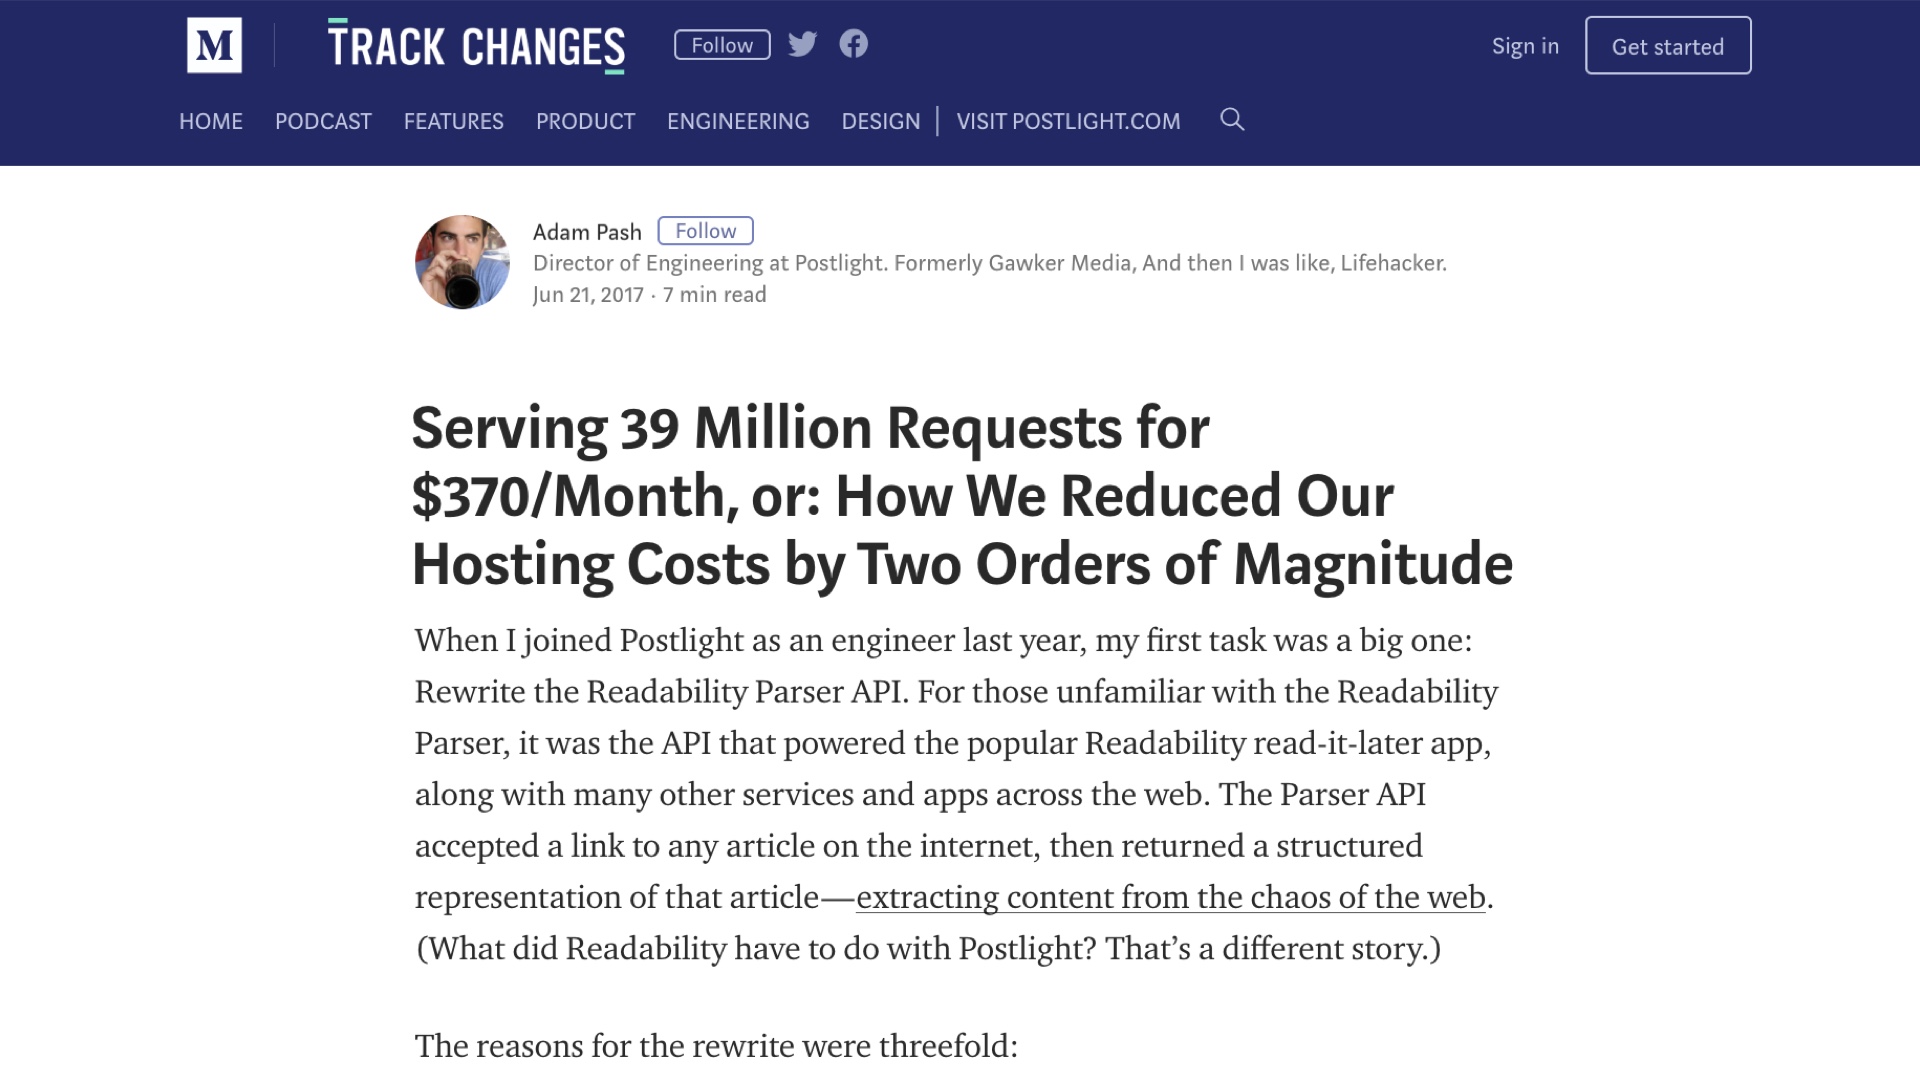 M
TRACK CHANGES
Follow
Sign in
Get started
HOME PODCAST FEATURES PRODUCT ENGINEERING DESIGN | VISIT POSTLIGHT.COM
Adam Pash
Follow
Director of Engineering at Postlight. Formerly Gawker Media, And then I was like, Lifehacker.
Jun 21, 2017 · 7 min read
Serving 39 Million Requests for
$370/Month, or: How We Reduced Our
Hosting Costs by Two Orders of Magnitude
When I joined Postlight as an engineer last year, my first task was a big one:
Rewrite the Readability Parser API. For those unfamiliar with the Readability
Parser, it was the API that powered the popular Readability read-it-later app,
along with many other services and apps across the web. The Parser API
accepted a link to any article on the internet, then returned a structured
representation of that article—extracting content from the chaos of the web.
(What did Readability have to do with Postlight? That’s a different story.)
The reasons for the rewrite were threefold: